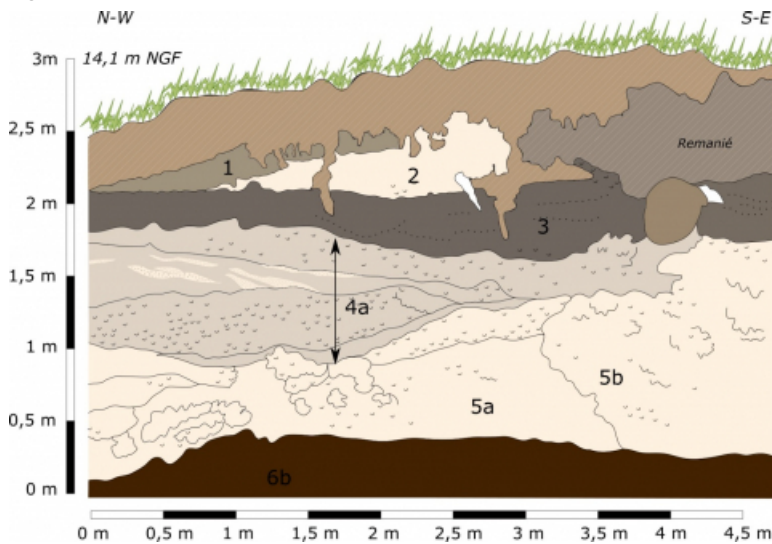 N-W
S-E
3m
14,1 m NGF
2,5 m
Remanié
1
2
2 m
3
1,5 m
4a
1 m
5b
5a
0,5 m
6b
0 m
0 m 0,5 m 1 m 1,5 m 2 m 2,5 m 3 m 3,5 m 4 m 4,5 m